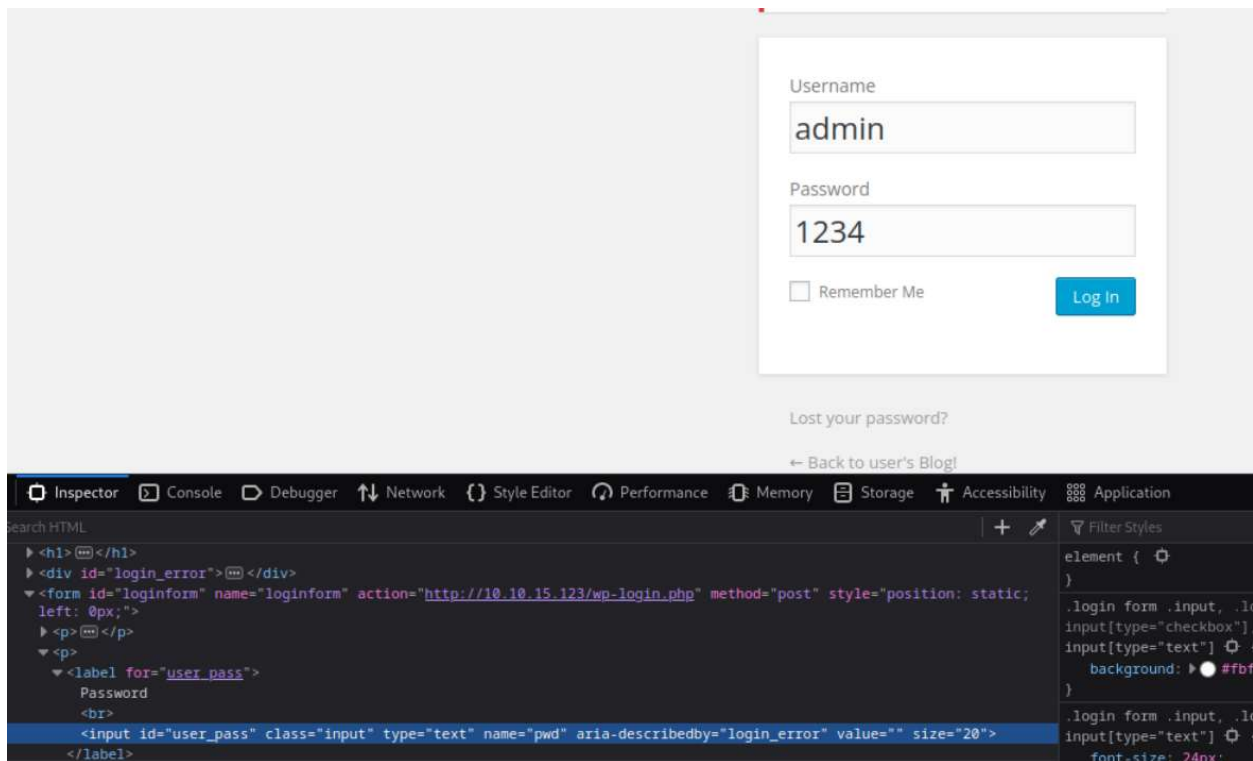 Username
admin
Password
1234
Remember Me
Log In
Lost your password?
← Back to user's Blog!
Inspector Console Debugger Network Style Editor Performance Memory Storage Accessibility Application
Search HTML
Filter Styles
<h1></h1>
<div id="login_error"></div>
<form id="loginform" name="loginform" action="http://10.10.15.123/wp-login.php" method="post" style="position: static;
left: 0px;">
<p></p>
<p>
<label for="user_pass">
Password
<br>
<input id="user_pass" class="input" type="text" name="pwd" aria-describedby="login_error" value="" size="20">
</label>
element {
}
.login form .input, .lo
input[type="checkbox"]
input[type="text"] {
background: #fbf
}
.login form .input, .lo
input[type="text"] {
font-size: 24px;